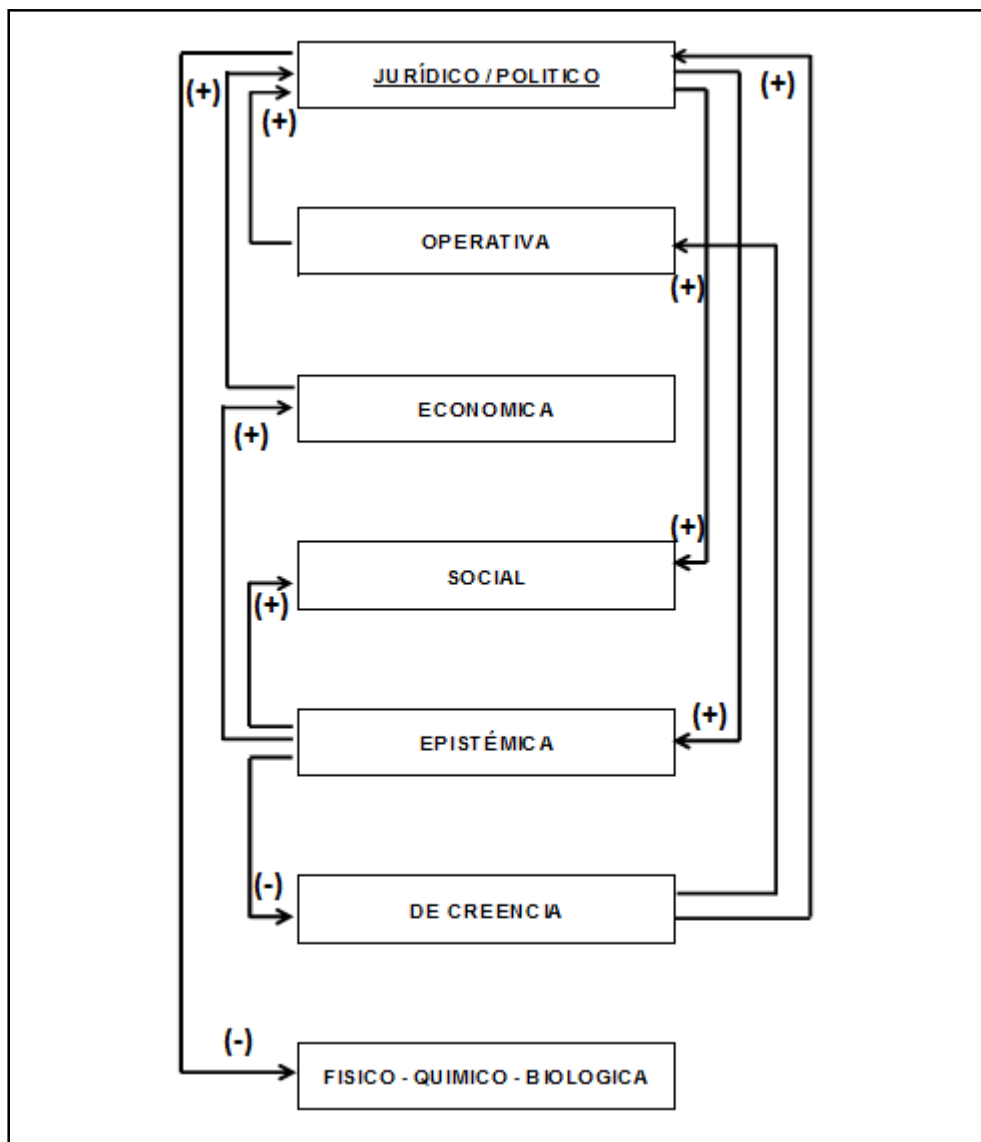 JURÍDICO / POLITICO
(+)
(+)
(+)
OPERATIVA
(+)
ECONOMICA
(+)
(+)
SOCIAL
(+)
EPISTÉMICA
(+)
(-)
DE CREENCIA
(-)
FISICO - QUIMICO - BIOLOGICA